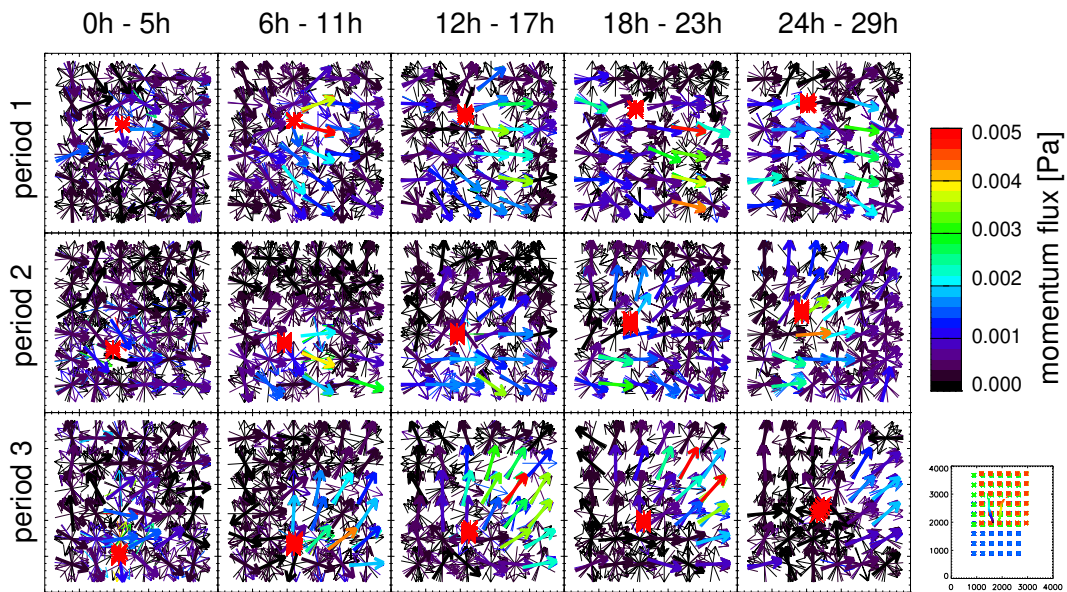 0h - 5h 6h - 11h 12h - 17h 18h - 23h 24h - 29h
period 1
period 2
period 3
0.005
0.004
0.003
0.002
0.001
0.000
momentum flux [Pa]
4000
3000
2000
1000
0
0 1000 2000 3000 4000